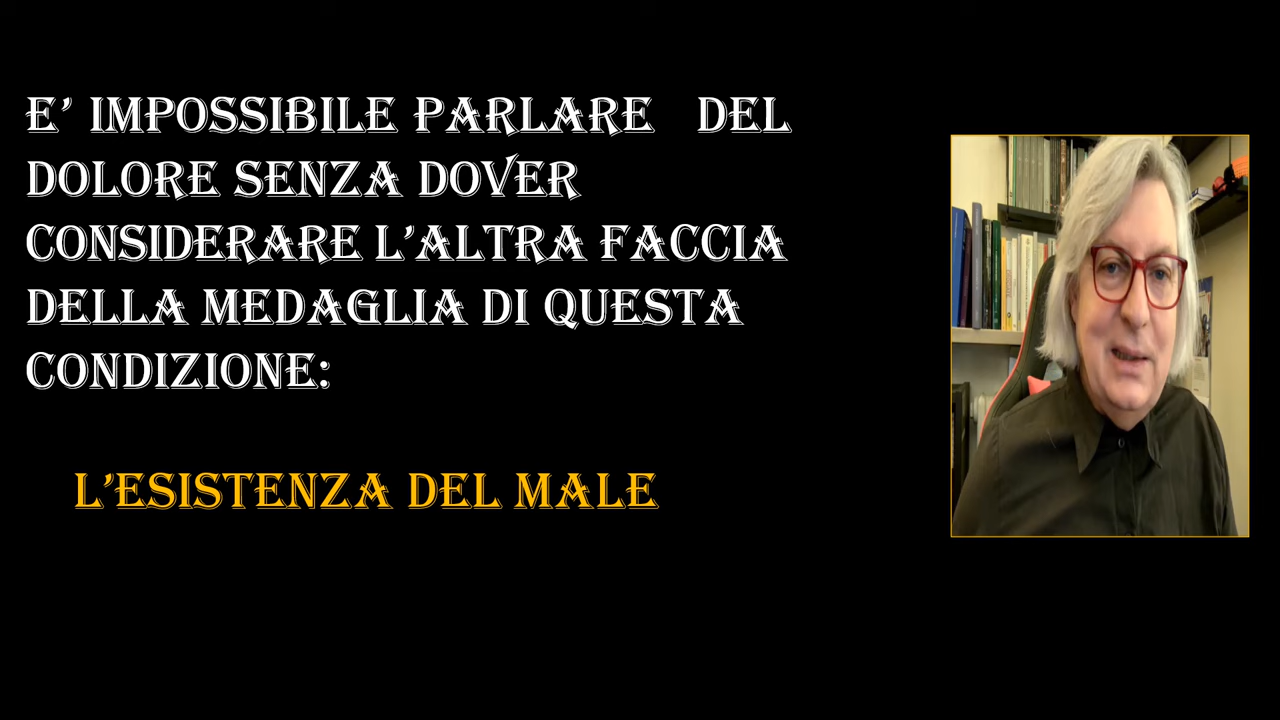 E’ IMPOSSIBILE PARLARE DEL
DOLORE SENZA DOVER
CONSIDERARE L’ALTRA FACCIA
DELLA MEDAGLIA DI QUESTA
CONDIZIONE:
L’ESISTENZA DEL MALE